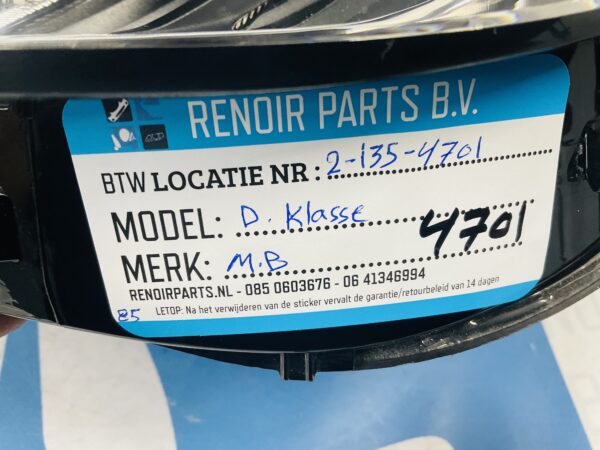 RENOIR PARTS B.V.
BTW LOCATIE NR : 2-135-4701
MODEL: D. Klasse
4701
MERK: M.B
RENOIRPARTS.NL - 085 0603676 - 06 41346994
85 LETOP: Na het verwijderen van de sticker vervalt de garantie/retourbeleid van 14 dagen